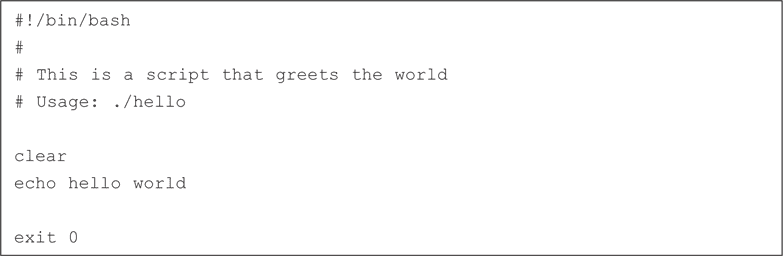 #!/bin/bash
#
# This is a script that greets the world
# Usage: ./hello
clear
echo hello world
exit 0